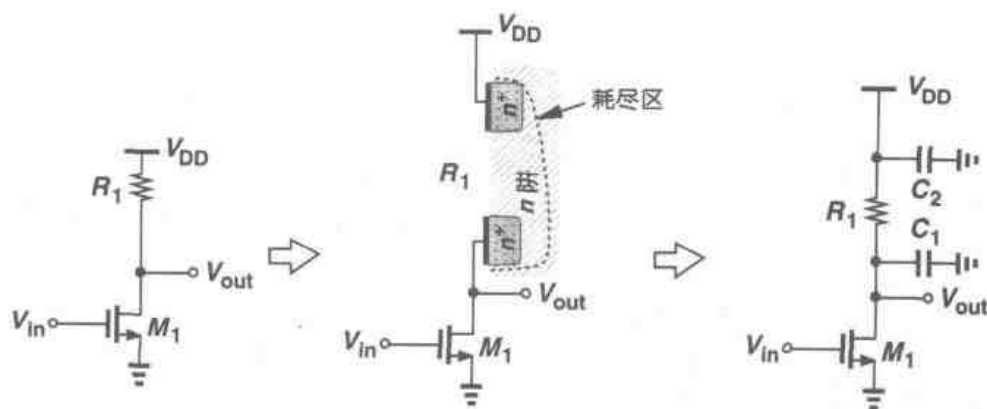 V_DD
R_1
V_out
V_in
M_1
V_DD
n+
耗尽区
R_1
n 阱
n+
V_out
V_in
M_1
V_DD
C_2
R_1
C_1
V_out
V_in
M_1